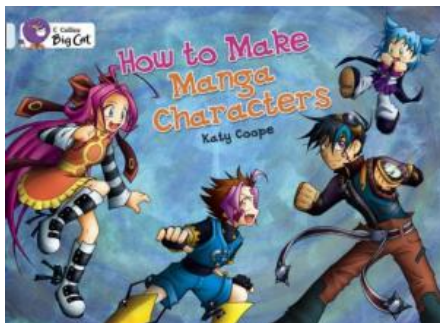 Collins
Big Cat
How to Make
Manga
Characters
Katy Coope